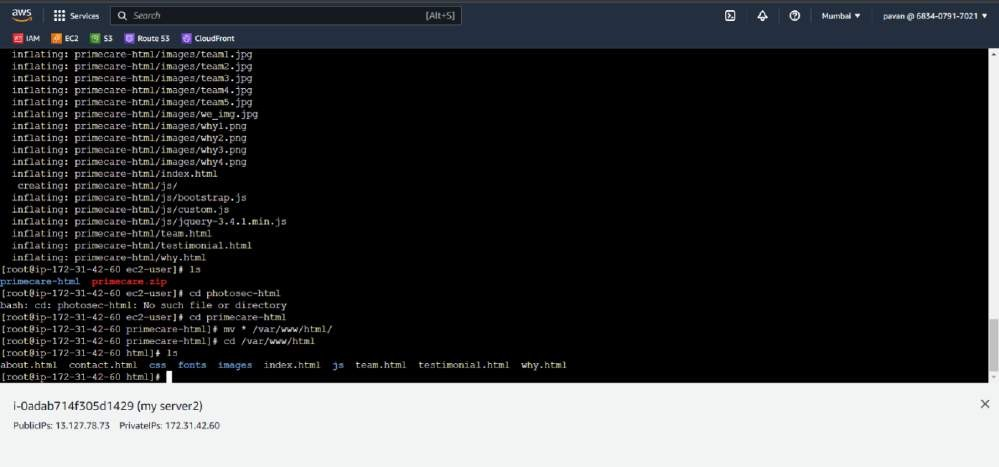 aws Services Search [Alt+S] Mumbai pavan @ 6834-0791-7021
IAM EC2 S3 Route 53 CloudFront
inflating: primecare-html/images/team1.jpg
inflating: primecare-html/images/team2.jpg
inflating: primecare-html/images/team3.jpg
inflating: primecare-html/images/team4.jpg
inflating: primecare-html/images/team5.jpg
inflating: primecare-html/images/we_img.jpg
inflating: primecare-html/images/why1.png
inflating: primecare-html/images/why2.png
inflating: primecare-html/images/why3.png
inflating: primecare-html/images/why4.png
inflating: primecare-html/index.html
creating: primecare-html/js/
inflating: primecare-html/js/bootstrap.js
inflating: primecare-html/js/custom.js
inflating: primecare-html/js/jquery-3.4.1.min.js
inflating: primecare-html/team.html
inflating: primecare-html/testimonial.html
inflating: primecare-html/why.html
[root@ip-172-31-42-60 ec2-user]# ls
primecare-html primecare.zip
[root@ip-172-31-42-60 ec2-user]# cd photosec-html
bash: cd: photosec-html: No such file or directory
[root@ip-172-31-42-60 ec2-user]# cd primecare-html
[root@ip-172-31-42-60 primecare-html]# mv * /var/www/html/
[root@ip-172-31-42-60 primecare-html]# cd /var/www/html
[root@ip-172-31-42-60 html]# ls
about.html contact.html css fonts images index.html js team.html testimonial.html why.html
[root@ip-172-31-42-60 html]#
i-0adab714f305d1429 (my server2)
PublicIPs: 13.127.78.73 PrivateIPs: 172.31.42.60